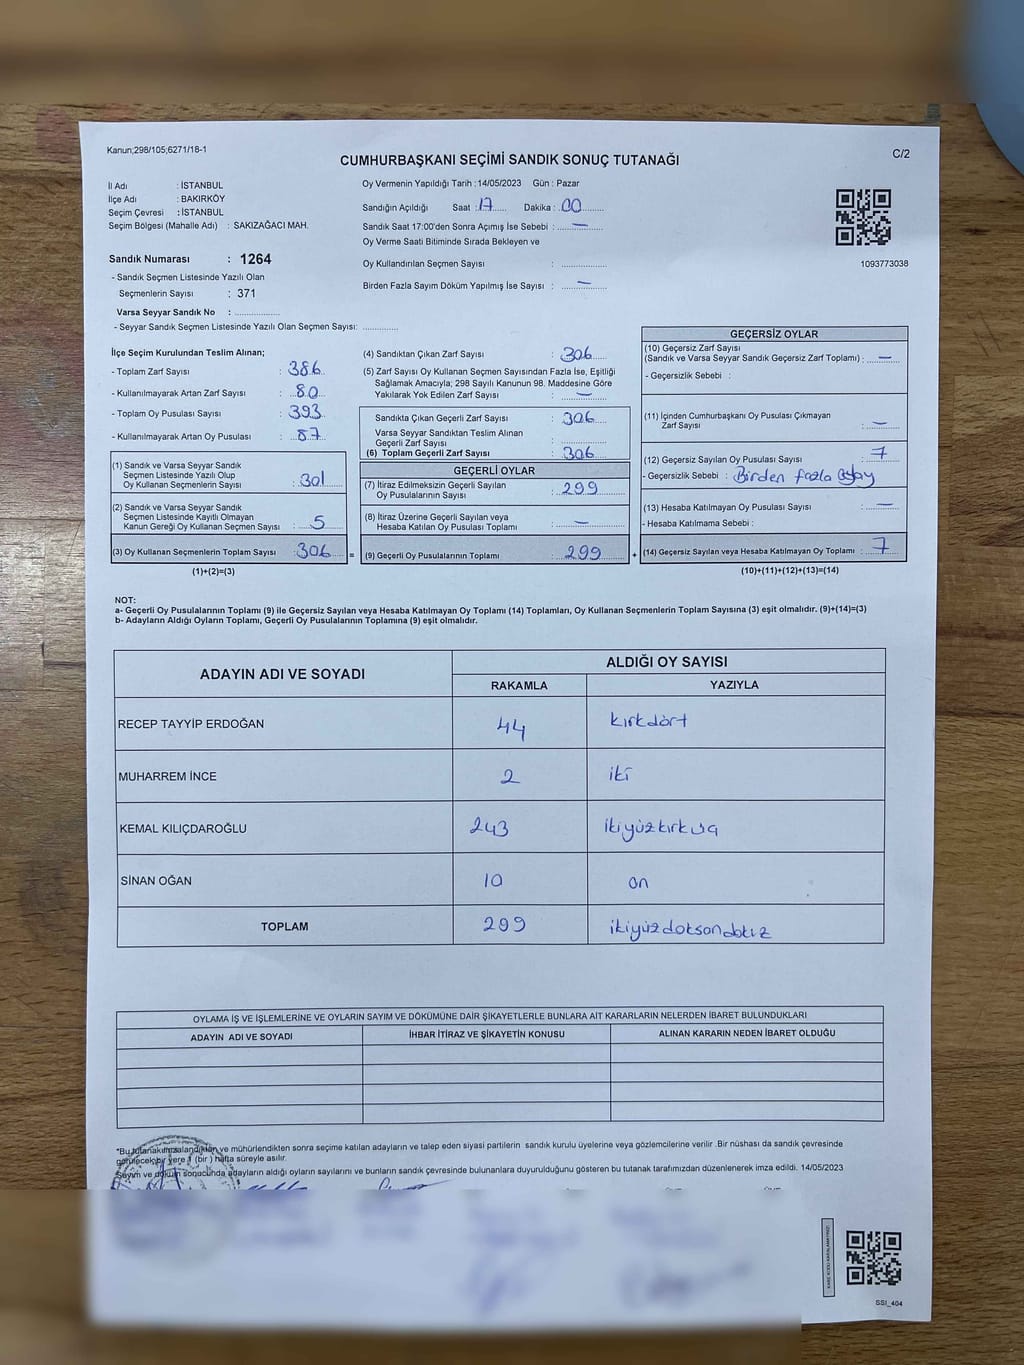 Kanun;298/105;6271/18-1
CUMHURBAŞKANI SEÇİMİ SANDIK SONUÇ TUTANAĞI
C/2
İl Adı : İSTANBUL
İlçe Adı : BAKIRKÖY
Seçim Çevresi : İSTANBUL
Seçim Bölgesi (Mahalle Adı) : SAKIZAĞACI MAH.
Sandık Numarası : 1264
- Sandık Seçmen Listesinde Yazılı Olan
Seçmenlerin Sayısı : 371
Varsa Seyyar Sandık No : ..............
- Seyyar Sandık Seçmen Listesinde Yazılı Olan Seçmen Sayısı: ............
Oy Vermenin Yapıldığı Tarih : 14/05/2023 Gün : Pazar
Sandığın Açıldığı Saat : 17 Dakika : 00
Sandık Saat 17:00'den Sonra Açımış İse Sebebi : —
Oy Verme Saati Bitiminde Sırada Bekleyen ve
Oy Kullandırılan Seçmen Sayısı : ..............
Birden Fazla Sayım Döküm Yapılmış İse Sayısı : —
1093773038
İlçe Seçim Kurulundan Teslim Alınan;
- Toplam Zarf Sayısı : 386
- Kullanılmayarak Artan Zarf Sayısı : 80
- Toplam Oy Pusulası Sayısı : 393
- Kullanılmayarak Artan Oy Pusulası : 87
(1) Sandık ve Varsa Seyyar Sandık
Seçmen Listesinde Yazılı Olup
Oy Kullanan Seçmenlerin Sayısı : 301
(2) Sandık ve Varsa Seyyar Sandık
Seçmen Listesinde Kayıtlı Olmayan
Kanun Gereği Oy Kullanan Seçmen Sayısı : 5
(3) Oy Kullanan Seçmenlerin Toplam Sayısı : 306 =
(1)+(2)=(3)
(4) Sandıktan Çıkan Zarf Sayısı : 306
(5) Zarf Sayısı Oy Kullanan Seçmen Sayısından Fazla İse, Eşitliği
Sağlamak Amacıyla; 298 Sayılı Kanunun 98. Maddesine Göre
Yakılarak Yok Edilen Zarf Sayısı : —
Sandıkta Çıkan Geçerli Zarf Sayısı : 306
Varsa Seyyar Sandıktan Teslim Alınan
Geçerli Zarf Sayısı : ..............
(6) Toplam Geçerli Zarf Sayısı : 306
GEÇERLİ OYLAR
(7) İtiraz Edilmeksizin Geçerli Sayılan
Oy Pusulalarının Sayısı : 299
(8) İtiraz Üzerine Geçerli Sayılan veya
Hesaba Katılan Oy Pusulası Toplamı : —
(9) Geçerli Oy Pusulalarının Toplamı : 299 +
GEÇERSİZ OYLAR
(10) Geçersiz Zarf Sayısı
(Sandık ve Varsa Seyyar Sandık Geçersiz Zarf Toplamı) : —
- Geçersizlik Sebebi :
(11) İçinden Cumhurbaşkanı Oy Pusulası Çıkmayan
Zarf Sayısı : —
(12) Geçersiz Sayılan Oy Pusulası Sayısı : 7
- Geçersizlik Sebebi : Birden fazla
(13) Hesaba Katılmayan Oy Pusulası Sayısı : —
- Hesaba Katılmama Sebebi :
(14) Geçersiz Sayılan veya Hesaba Katılmayan Oy Toplamı : 7
(10)+(11)+(12)+(13)=(14)
NOT:
a- Geçerli Oy Pusulalarının Toplamı (9) ile Geçersiz Sayılan veya Hesaba Katılmayan Oy Toplamı (14) Toplamları, Oy Kullanan Seçmenlerin Toplam Sayısına (3) eşit olmalıdır. (9)+(14)=(3)
b- Adayların Aldığı Oyların Toplamı, Geçerli Oy Pusulalarının Toplamına (9) eşit olmalıdır.
ADAYIN ADI VE SOYADI ALDIĞI OY SAYISI
RAKAMLA YAZIYLA
RECEP TAYYİP ERDOĞAN 44 kırkdört
MUHARREM İNCE 2 iki
KEMAL KILIÇDAROĞLU 243 ikiyüzkırküç
SİNAN OĞAN 10 on
TOPLAM 299 ikiyüzdoksandokuz
OYLAMA İŞ VE İŞLEMLERİNE VE OYLARIN SAYIM VE DÖKÜMÜNE DAİR ŞİKAYETLERLE BUNLARA AİT KARARLARIN NELERDEN İBARET BULUNDUKLARI
ADAYIN ADI VE SOYADI İHBAR İTİRAZ VE ŞİKAYETİN KONUSU ALINAN KARARIN NEDEN İBARET OLDUĞU
*Bu tutanak imzalandıktan ve mühürlendikten sonra seçime katılan adayların ve talep eden siyasi partilerin sandık kurulu üyelerine veya gözlemcilerine verilir .Bir nüshası da sandık çevresinde
görülecek bir yere 1 (bir ) hafta süreyle asılır.
Sayım ve döküm sonucunda adayların aldığı oyların sayılarını ve bunların sandık çevresinde bulunanlara duyurulduğunu gösteren bu tutanak tarafımızdan düzenlenerek imza edildi. 14/05/2023
SSI_404